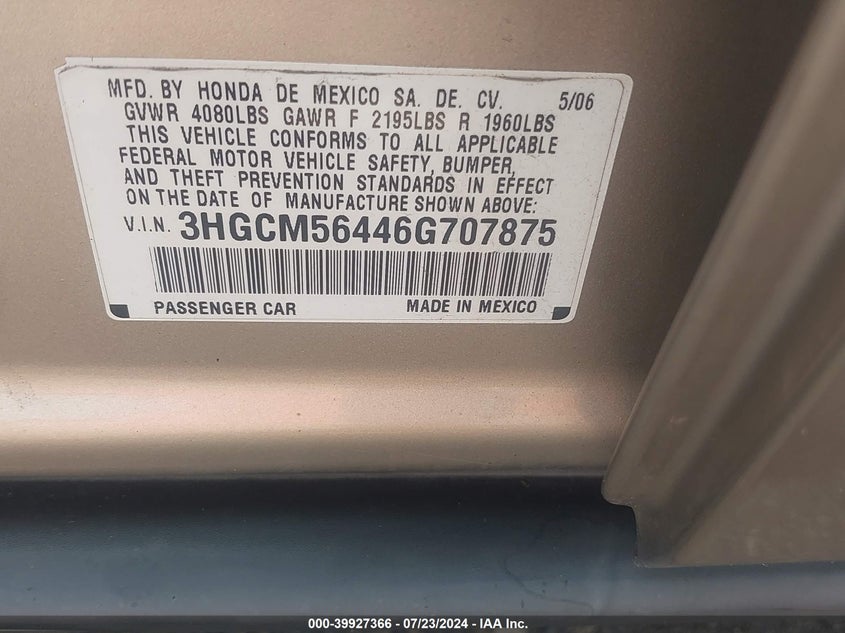 MFD. BY HONDA DE MEXICO SA. DE. CV. 5/06
GVWR 4080LBS GAWR F 2195LBS R 1960LBS
THIS VEHICLE CONFORMS TO ALL APPLICABLE
FEDERAL MOTOR VEHICLE SAFETY, BUMPER,
AND THEFT PREVENTION STANDARDS IN EFFECT
ON THE DATE OF MANUFACTURE SHOWN ABOVE:
V.I.N. 3HGCM56446G707875
PASSENGER CAR MADE IN MEXICO
000-39927366 - 07/23/2024 - IAA Inc.